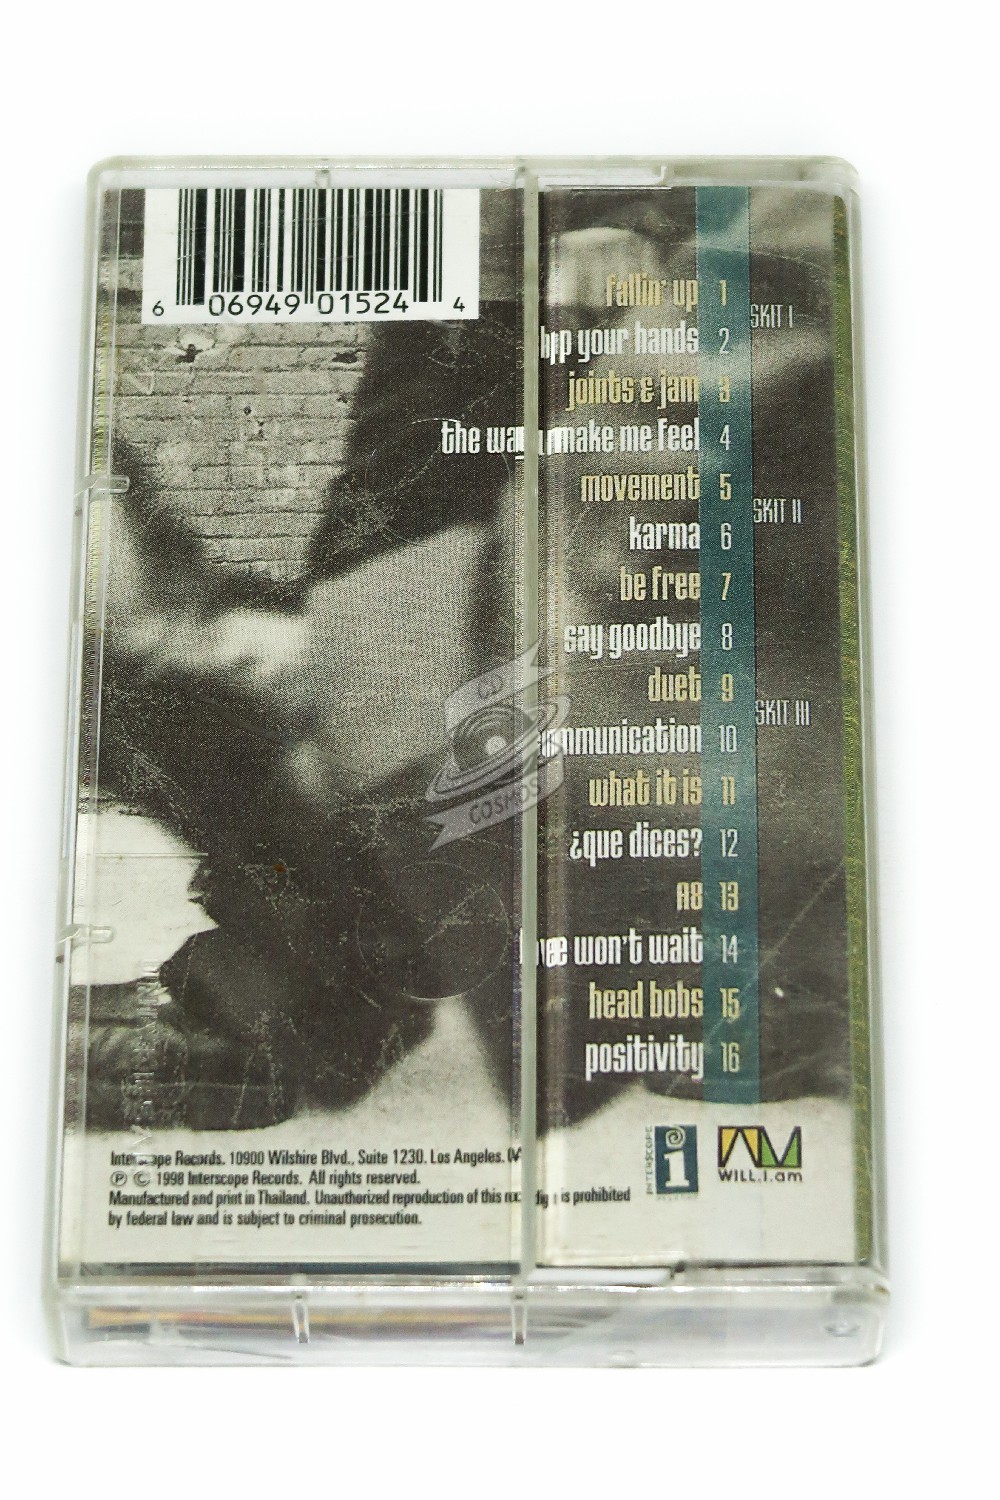 6 06949 01524 4
fallin' up 1
SKIT I
your hands 2
joints & jam 3
the way make me feel 4
movement 5
SKIT II
karma 6
be free 7
say goodbye 8
duet 9
SKIT III
10
what it is 11
¿que dices? 12
A8 13
won't wait 14
head bobs 15
positivity 16
CD
COSMOS
INTERSCOPE
WILL.I.am
Interscope Records. 10900 Wilshire Blvd., Suite 1230. Los Angeles.
℗ © 1998 Interscope Records. All rights reserved.
Manufactured and print in Thailand. Unauthorized reproduction of this is prohibited
by federal law and is subject to criminal prosecution.